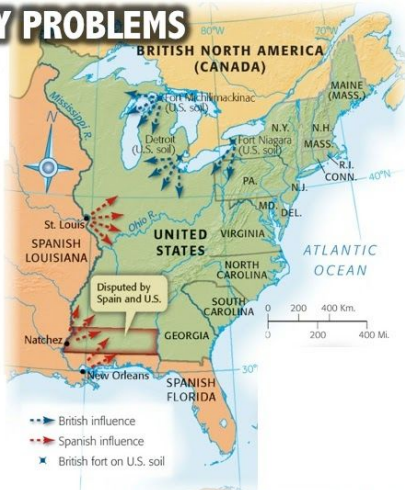 Y PROBLEMS
80°W
70°W
BRITISH NORTH AMERICA
(CANADA)
Fort Michilimackinac
(U.S. soil)
MAINE
(MASS.)
Mississippi R.
N
Detroit
(U.S. soil)
Fort Niagara
(U.S. soil)
N.Y.
N.H.
MASS.
R.I.
CONN.
40°N
PA.
N.J.
MD.
DEL.
St. Louis
Ohio R.
SPANISH
LOUISIANA
UNITED
STATES
VIRGINIA
ATLANTIC
OCEAN
NORTH
CAROLINA
Disputed by
Spain and U.S.
SOUTH
CAROLINA
0 200 400 Km.
0 200 400 Mi.
Natchez
GEORGIA
New Orleans
30°
SPANISH
FLORIDA
British influence
Spanish influence
British fort on U.S. soil